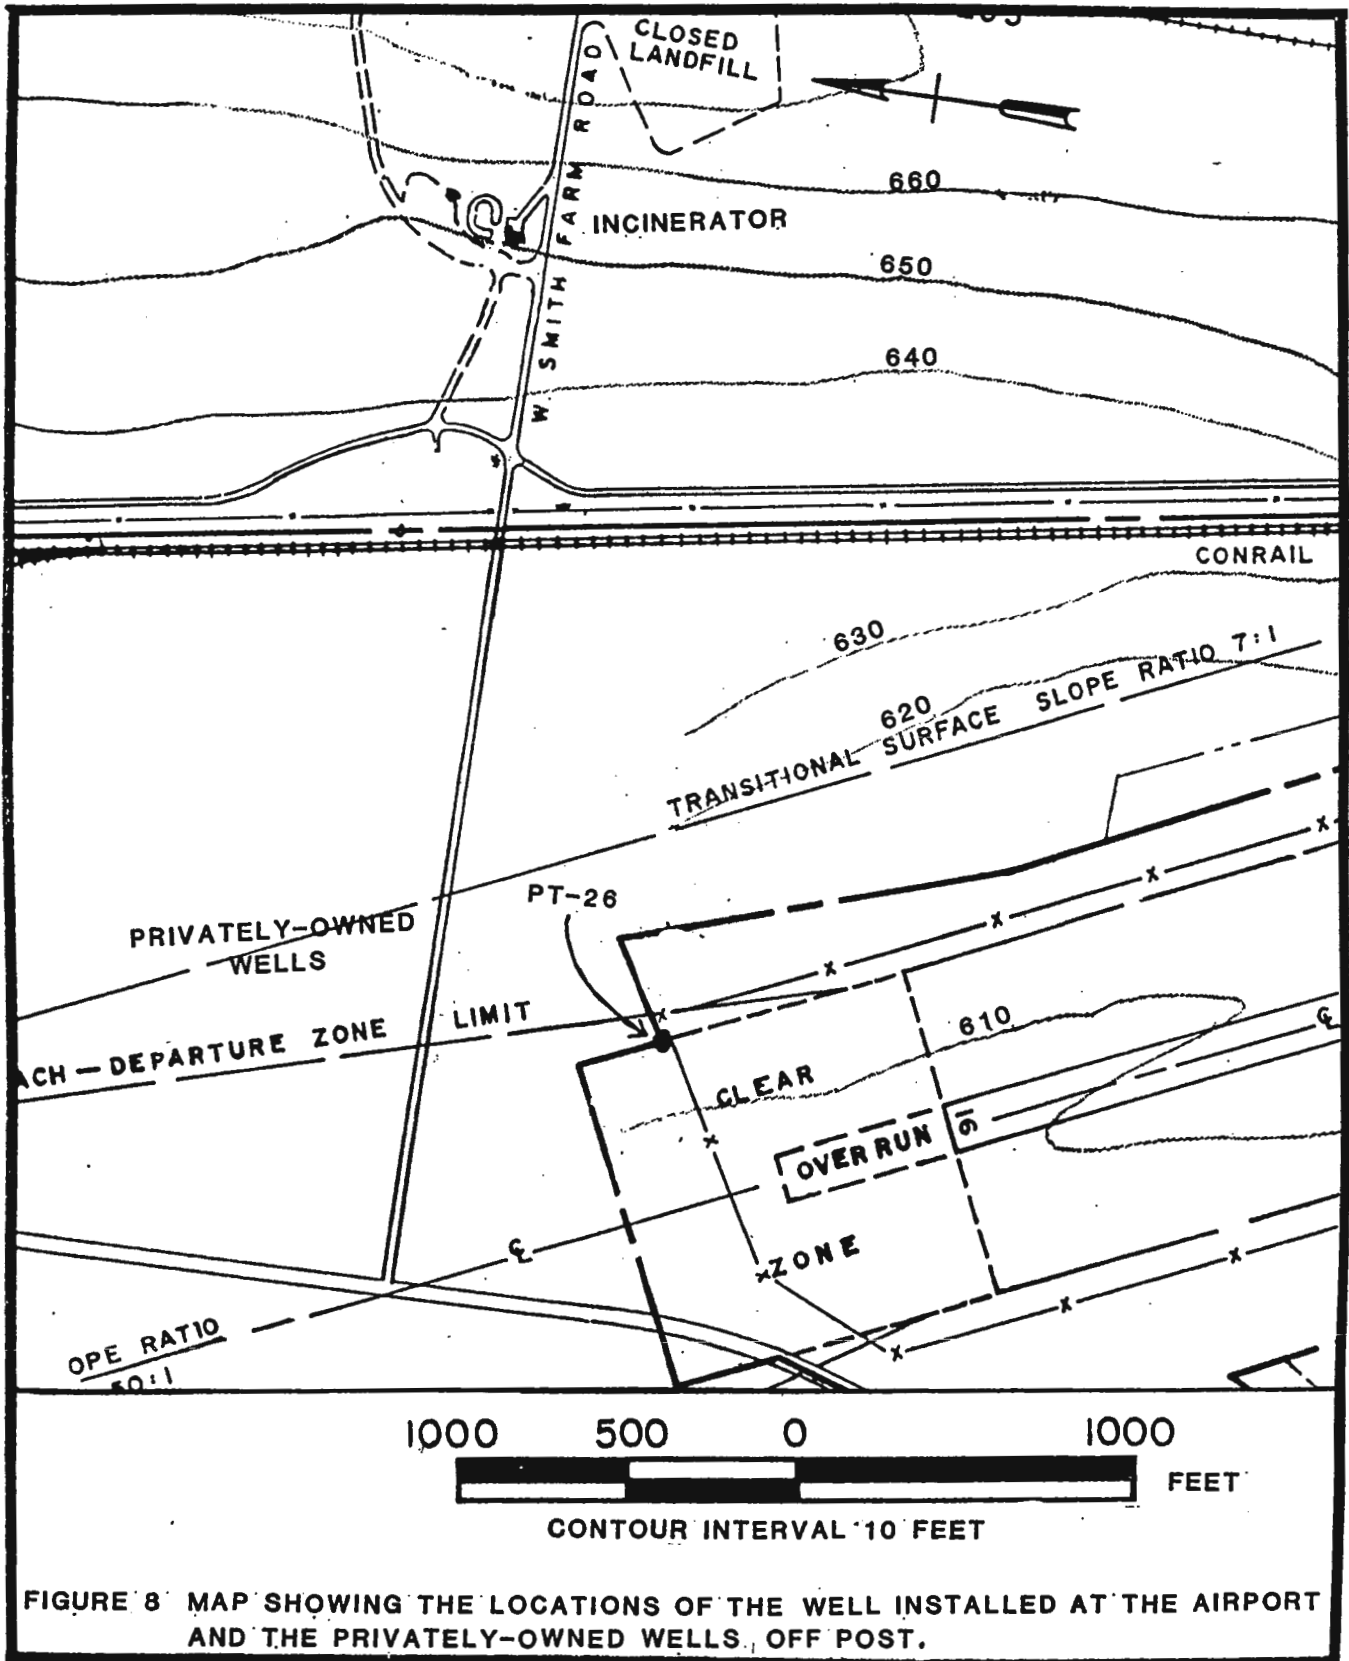 CLOSED
LANDFILL
W. SMITH FARM ROAD
660
INCINERATOR
650
640
CONRAIL
630
620
TRANSITIONAL SURFACE SLOPE RATIO 7:1
PT-26
PRIVATELY-OWNED
WELLS
ACH-DEPARTURE ZONE LIMIT
610
℄
CLEAR
OVERRUN
16
℄
ZONE
OPE RATIO
50:1
1000 500 0 1000
FEET
CONTOUR INTERVAL 10 FEET
FIGURE 8 MAP SHOWING THE LOCATIONS OF THE WELL INSTALLED AT THE AIRPORT
AND THE PRIVATELY-OWNED WELLS, OFF POST.